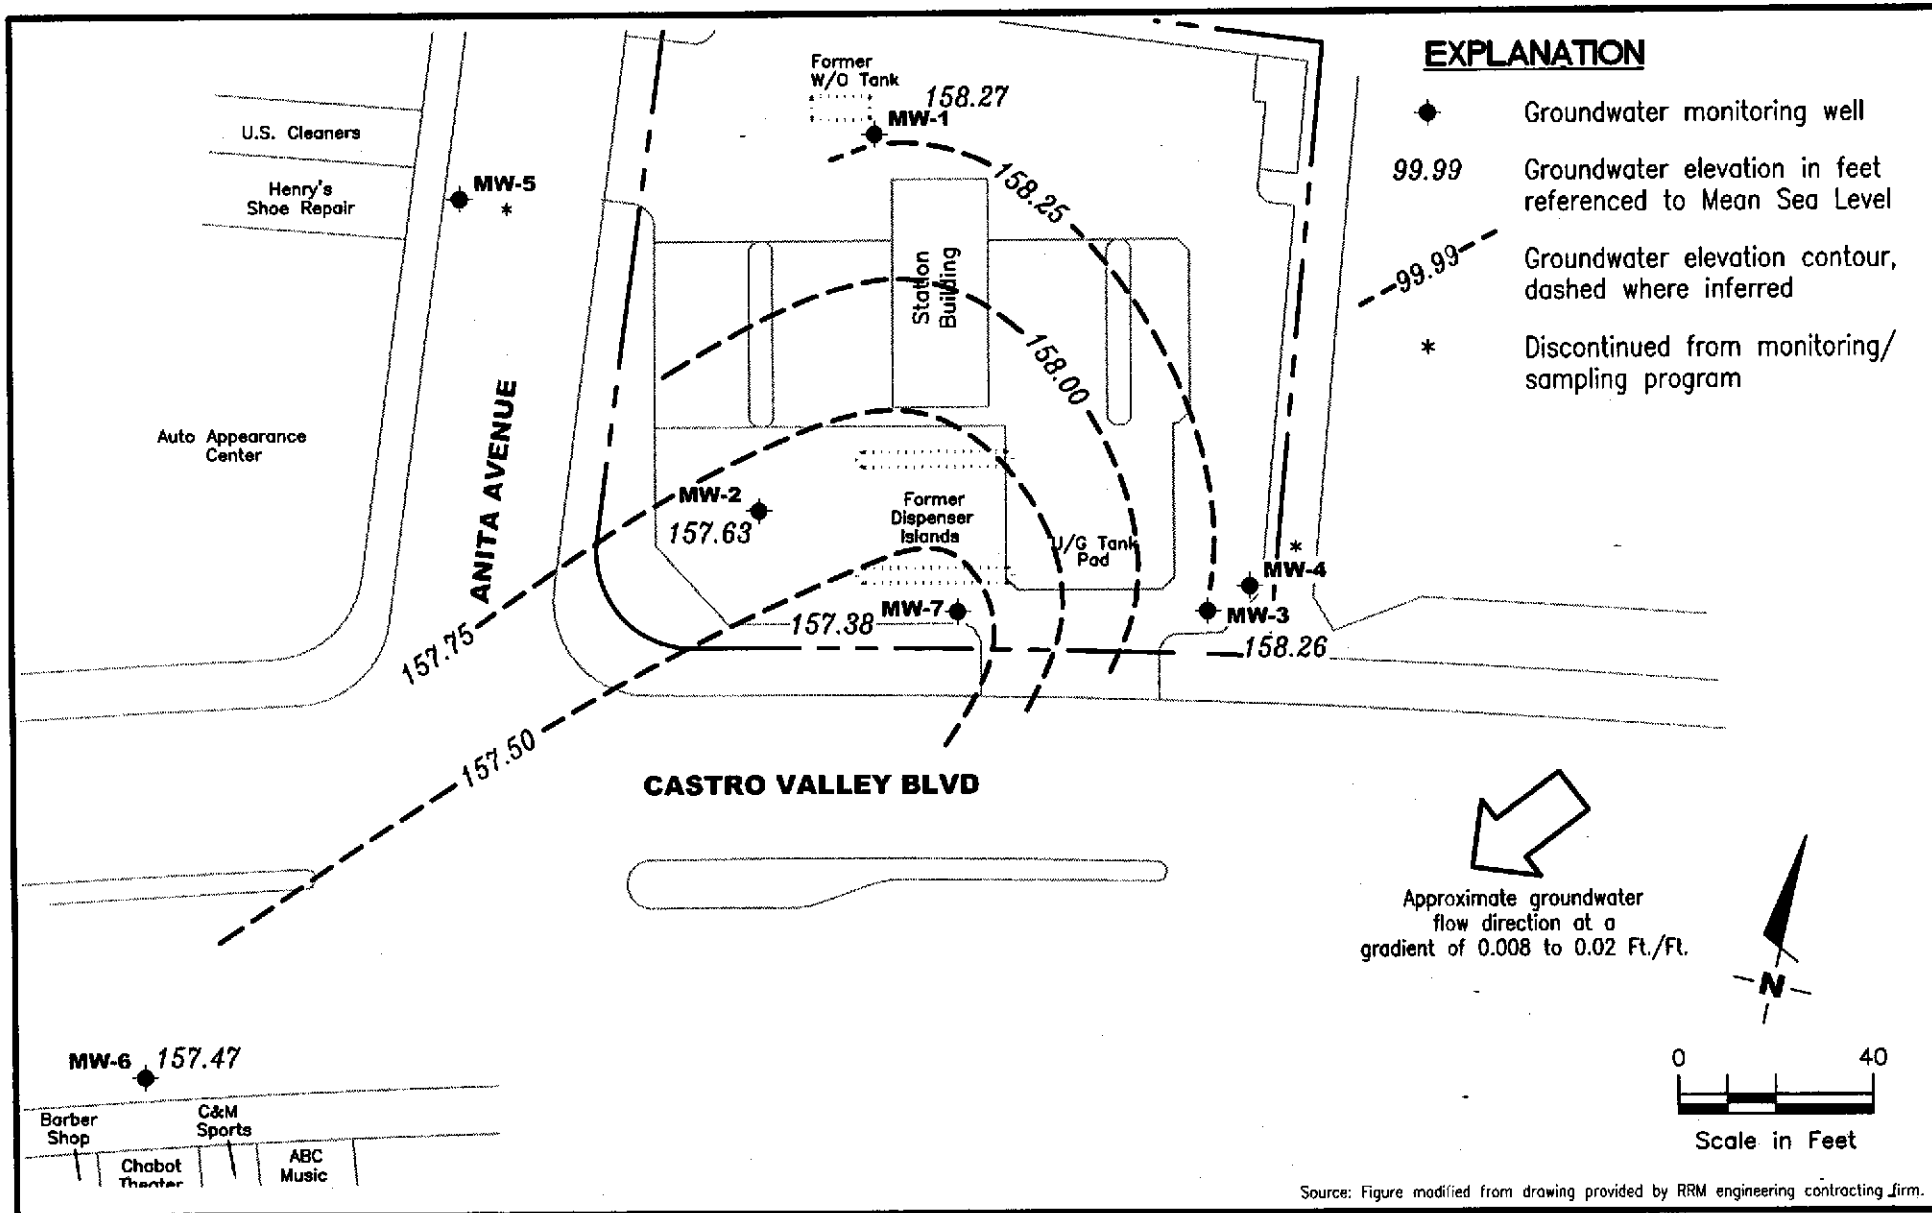 EXPLANATION
Groundwater monitoring well
99.99
Groundwater elevation in feet
referenced to Mean Sea Level
99.99
Groundwater elevation contour,
dashed where inferred
*
Discontinued from monitoring/
sampling program
Former
W/O Tank
158.27
MW-1
U.S. Cleaners
Henry's
Shoe Repair
MW-5
*
158.25
Station
Building
158.00
Auto Appearance
Center
ANITA AVENUE
MW-2
157.63
Former
Dispenser
Islands
U/G Tank
Pad
*
MW-4
MW-7
157.38
MW-3
158.26
157.75
157.50
CASTRO VALLEY BLVD
Approximate groundwater
flow direction at a
gradient of 0.008 to 0.02 Ft./Ft.
N
MW-6
157.47
Barber
Shop
C&M
Sports
Chabot
Theater
ABC
Music
0 40
Scale in Feet
Source: Figure modified from drawing provided by RRM engineering contracting firm.